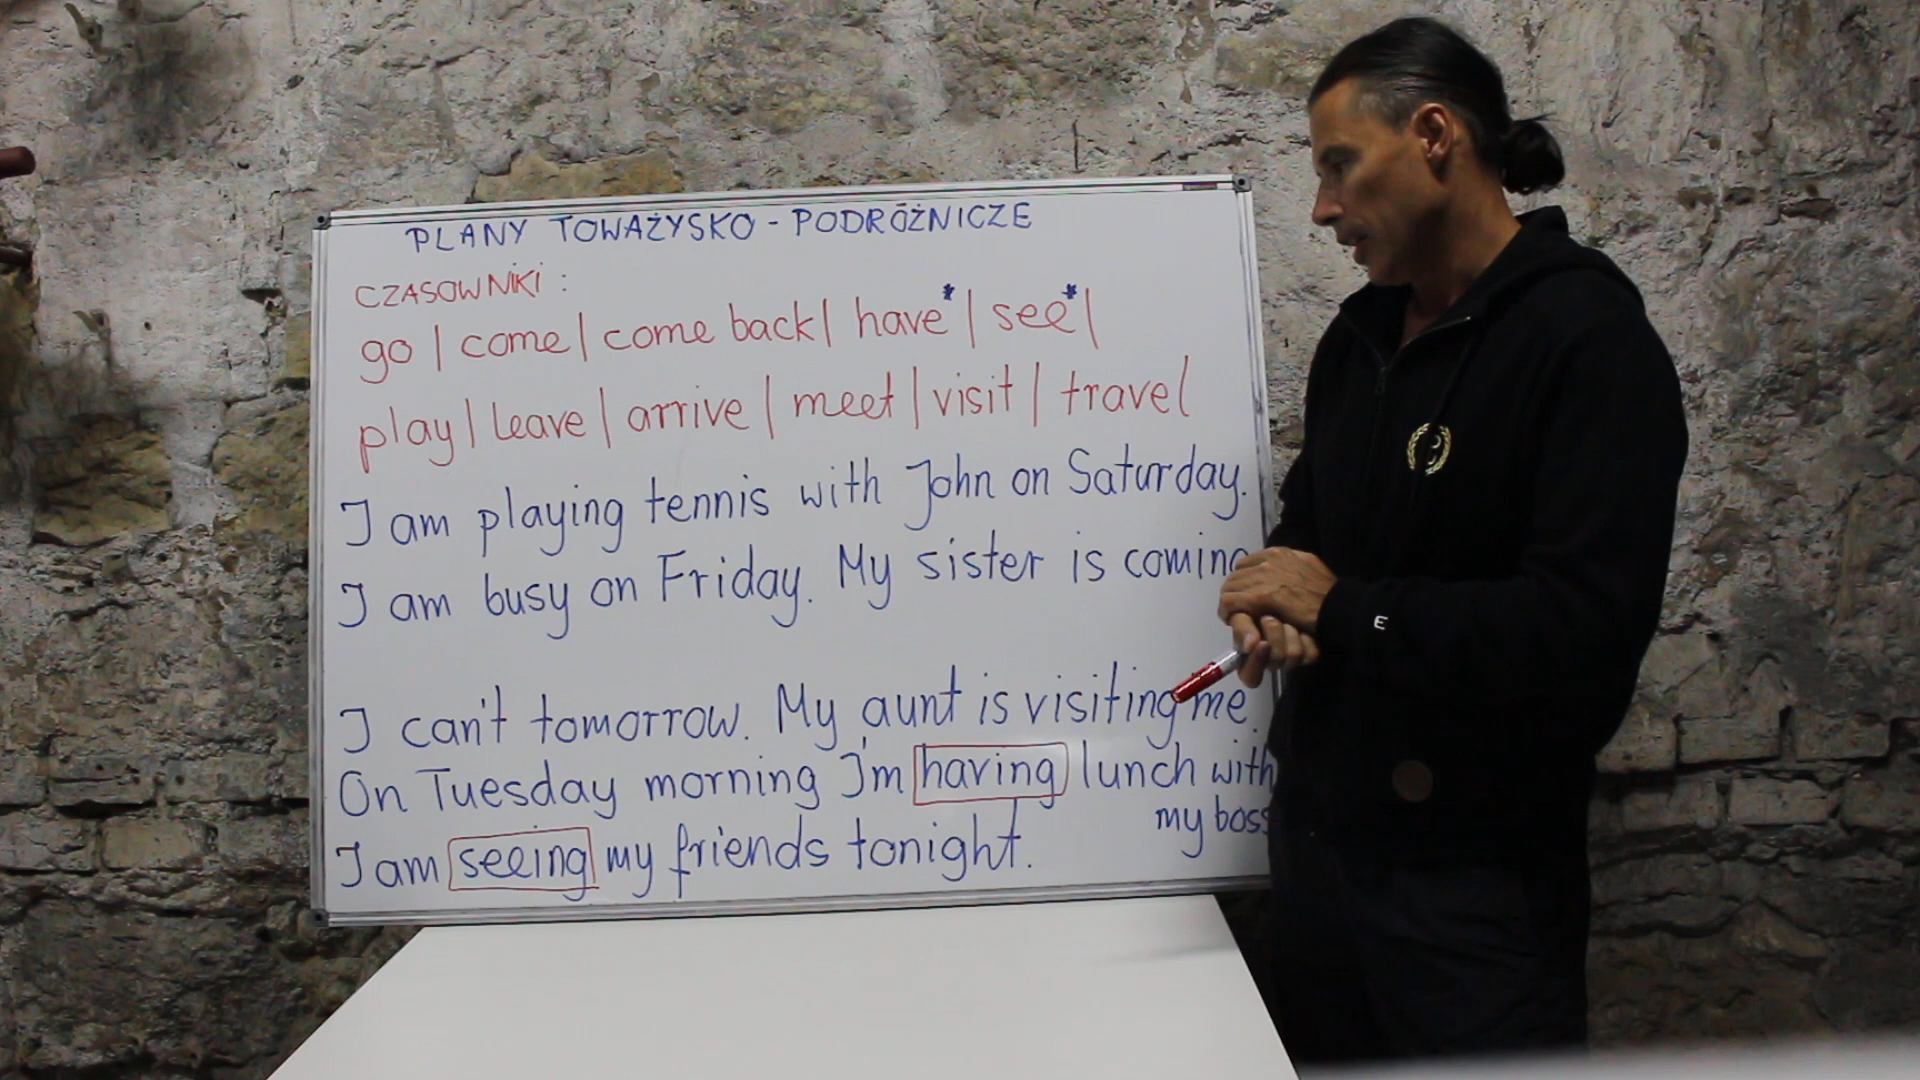 PLANY TOWAŻYSKO - PODRÓŻNICZE
CZASOWNIKI :
go | come | come back | have* | see* |
play | leave | arrive | meet | visit | travel
I am playing tennis with John on Saturday.
I am busy on Friday. My sister is coming
I can't tomorrow. My aunt is visiting me.
On Tuesday morning I'm having lunch with
my boss
I am seeing my friends tonight.
E